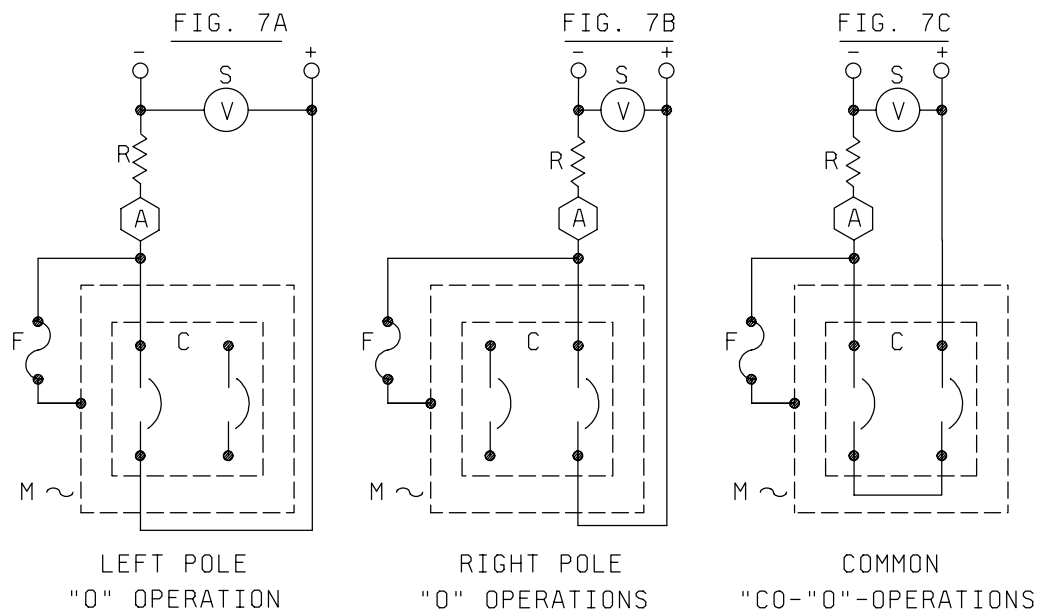 FIG. 7A
FIG. 7B
FIG. 7C
- +
- +
- +
S
S
S
V
V
V
R
R
R
A
A
A
F
C
F
C
F
C
M ~
M ~
M ~
LEFT POLE
"O" OPERATION
RIGHT POLE
"O" OPERATIONS
COMMON
"CO-"O"-OPERATIONS